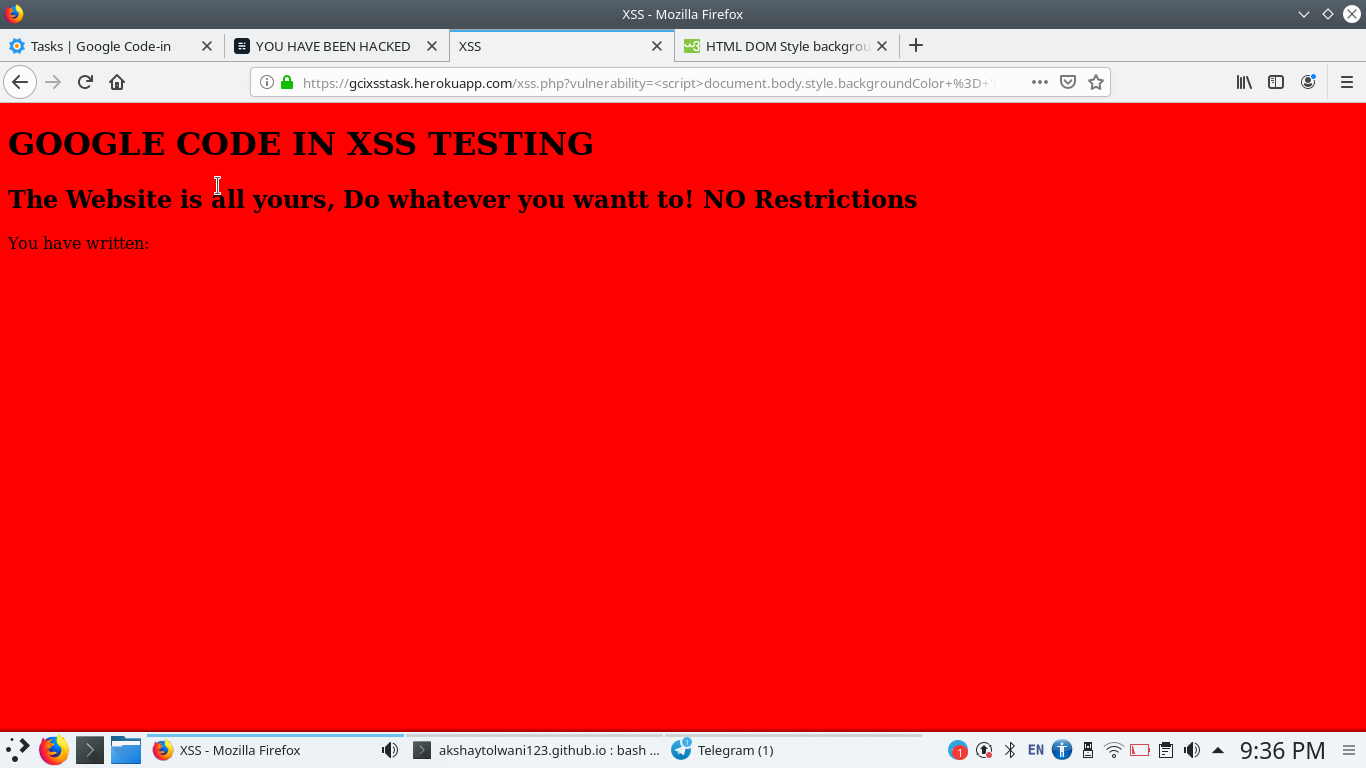 XSS - Mozilla Firefox
Tasks | Google Code-in
YOU HAVE BEEN HACKED
XSS
HTML DOM Style backgrou
https://gcixsstask.herokuapp.com/xss.php?vulnerability=<script>document.body.style.backgroundColor+%3D+'
GOOGLE CODE IN XSS TESTING
The Website is all yours, Do whatever you wantt to! NO Restrictions
You have written:
XSS - Mozilla Firefox
akshaytolwani123.github.io : bash ...
Telegram (1)
1
EN
9:36 PM